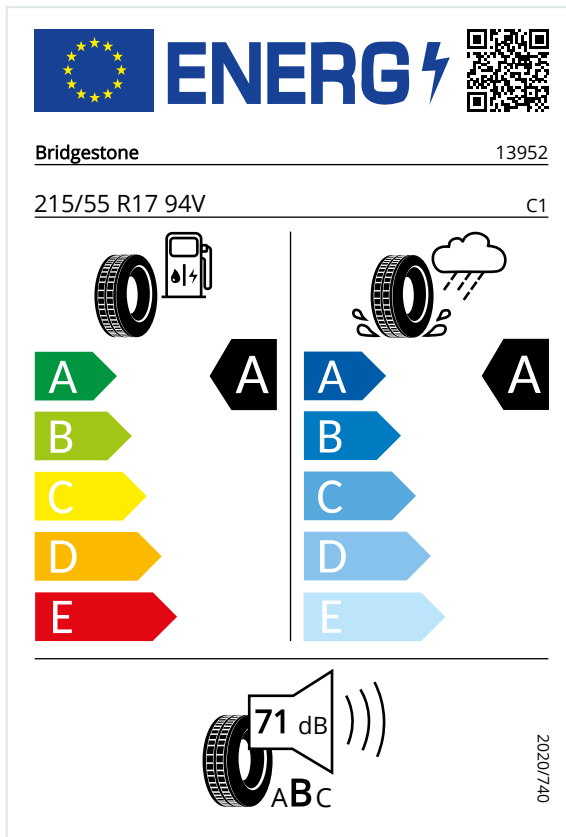 ENERG
Bridgestone 13952
215/55 R17 94V C1
A A
B
C
D
E
A A
B
C
D
E
71 dB
ABC
2020/740